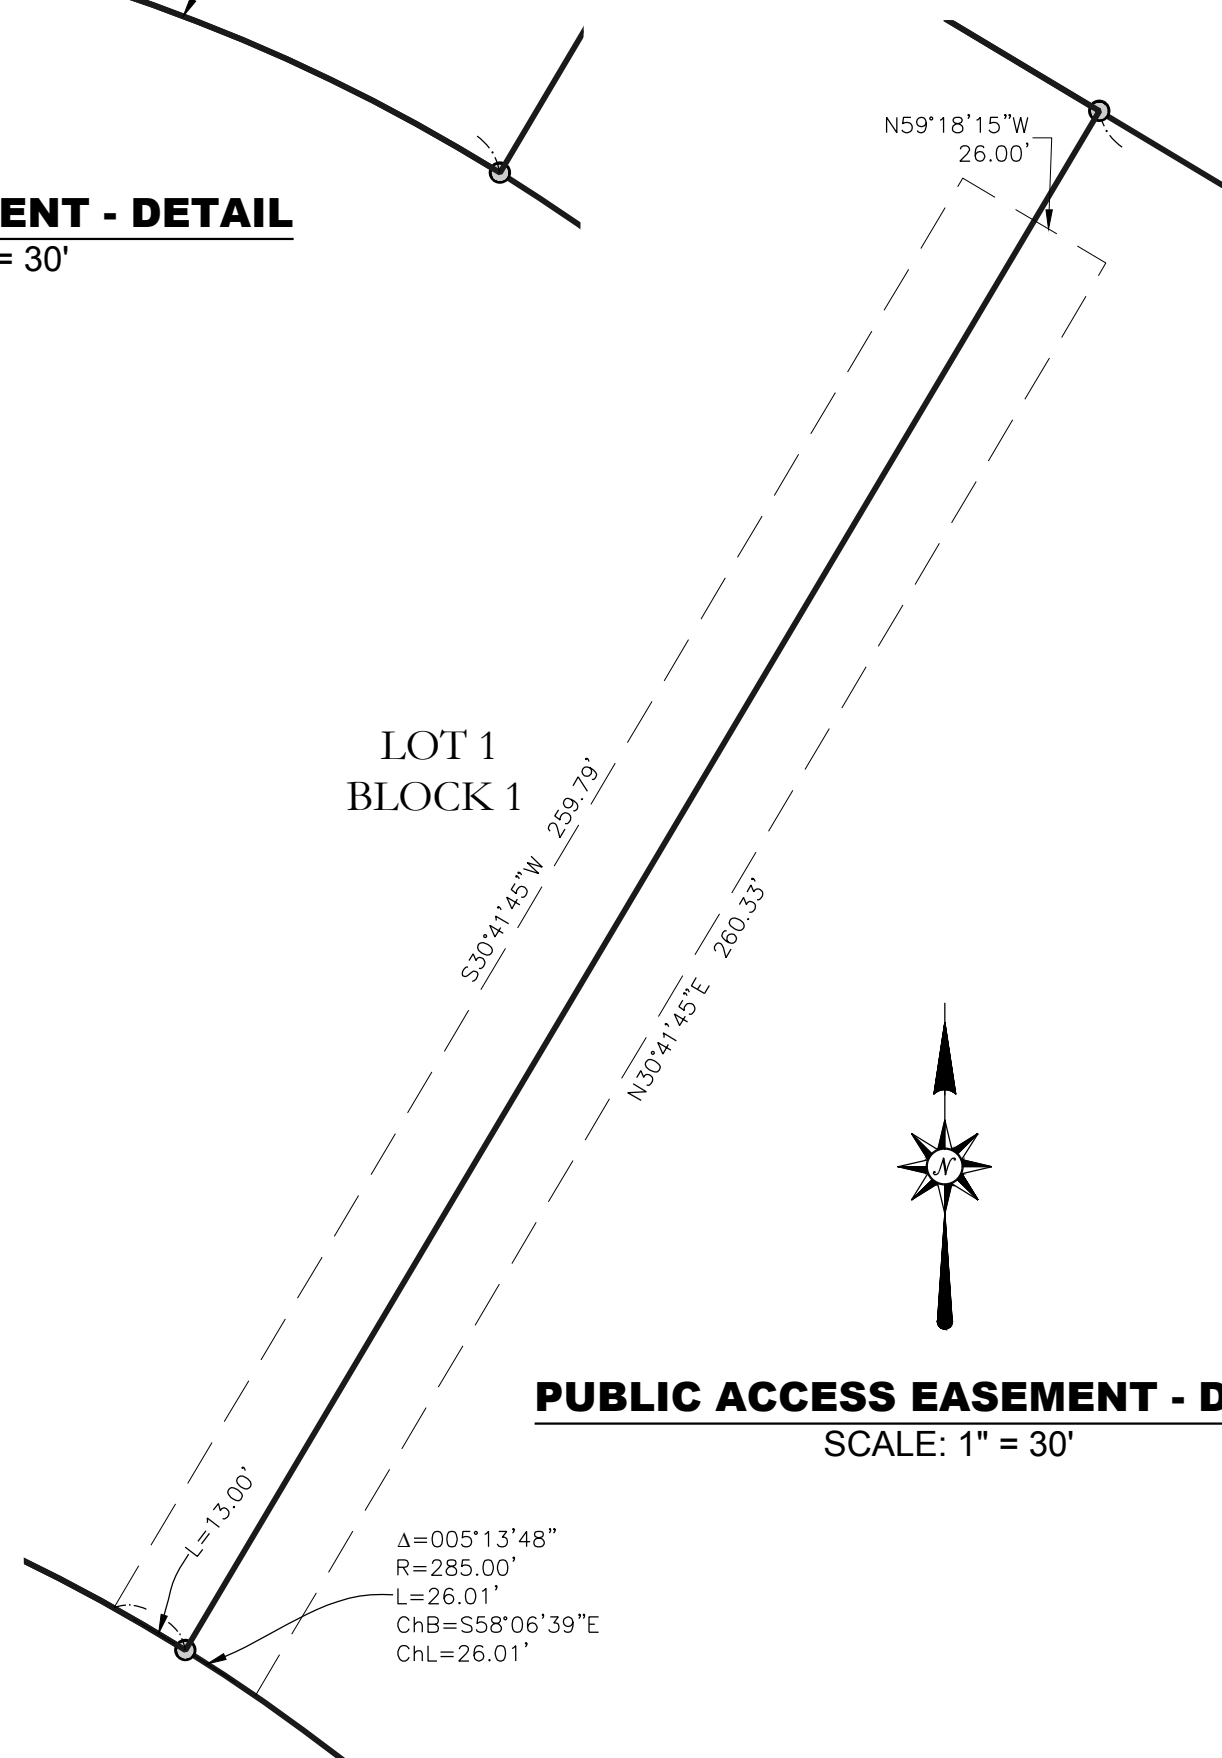 N59°18'15"W
26.00'
ENT - DETAIL
= 30'
LOT 1
BLOCK 1
S30°41'45"W 259.79'
N30°41'45"E 260.33'
N
PUBLIC ACCESS EASEMENT - D
SCALE: 1" = 30'
L=13.00'
Δ=005°13'48"
R=285.00'
L=26.01'
ChB=S58°06'39"E
ChL=26.01'